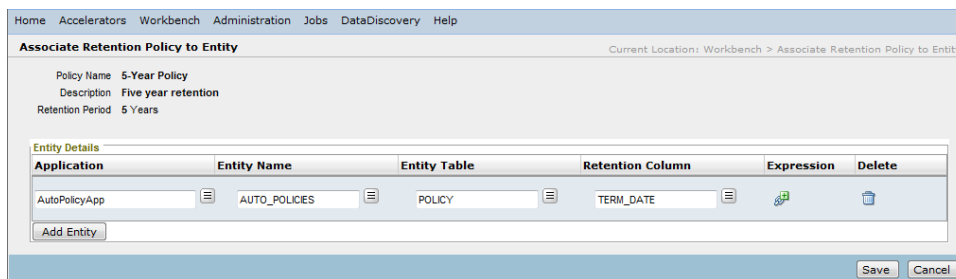 Home Accelerators Workbench Administration Jobs DataDiscovery Help
Associate Retention Policy to Entity
Current Location: Workbench > Associate Retention Policy to Entit
Policy Name 5-Year Policy
Description Five year retention
Retention Period 5 Years
Entity Details
Application Entity Name Entity Table Retention Column Expression Delete
AutoPolicyApp AUTO_POLICIES POLICY TERM_DATE
Add Entity
Save Cancel